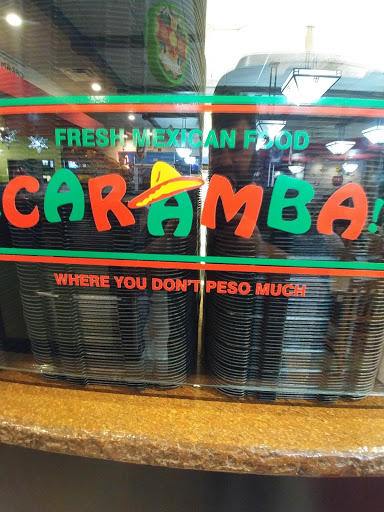 FRESH MEXICAN FOOD
¡CARAMBA!
WHERE YOU DON'T PESO MUCH